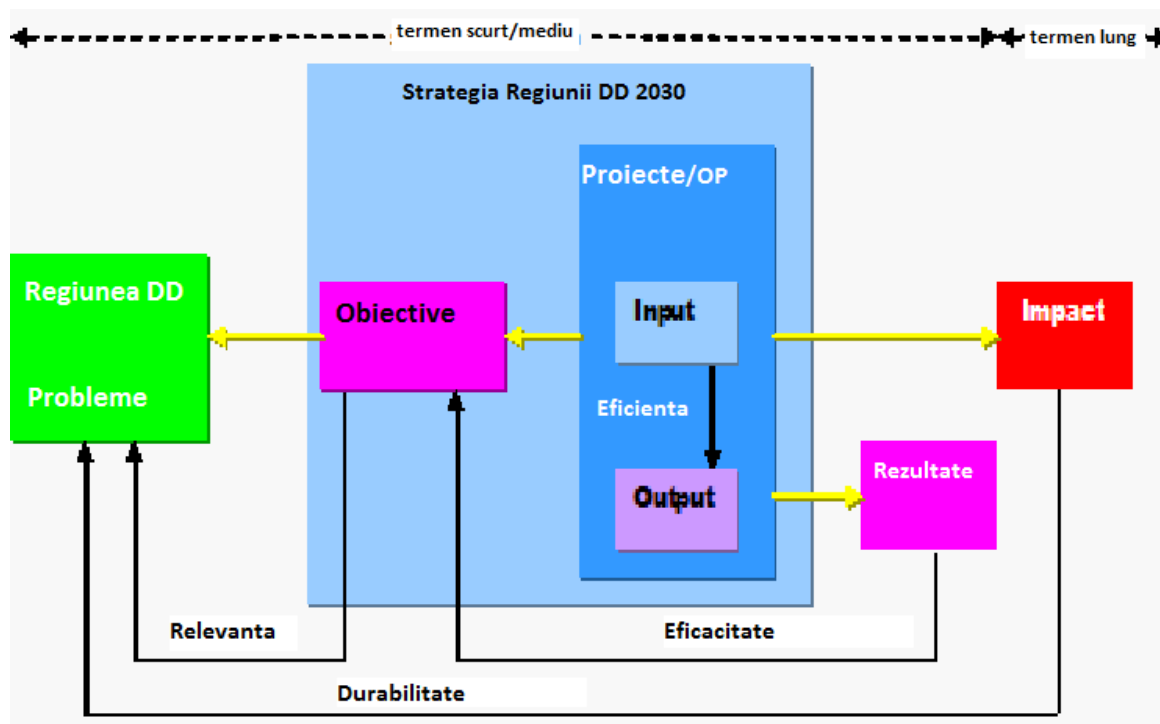 termen scurt/mediu
termen lung
Strategia Regiunii DD 2030
Proiecte/OP
Regiunea DD
Probleme
Obiective
Input
Impact
Eficienta
Output
Rezultate
Relevanta
Eficacitate
Durabilitate